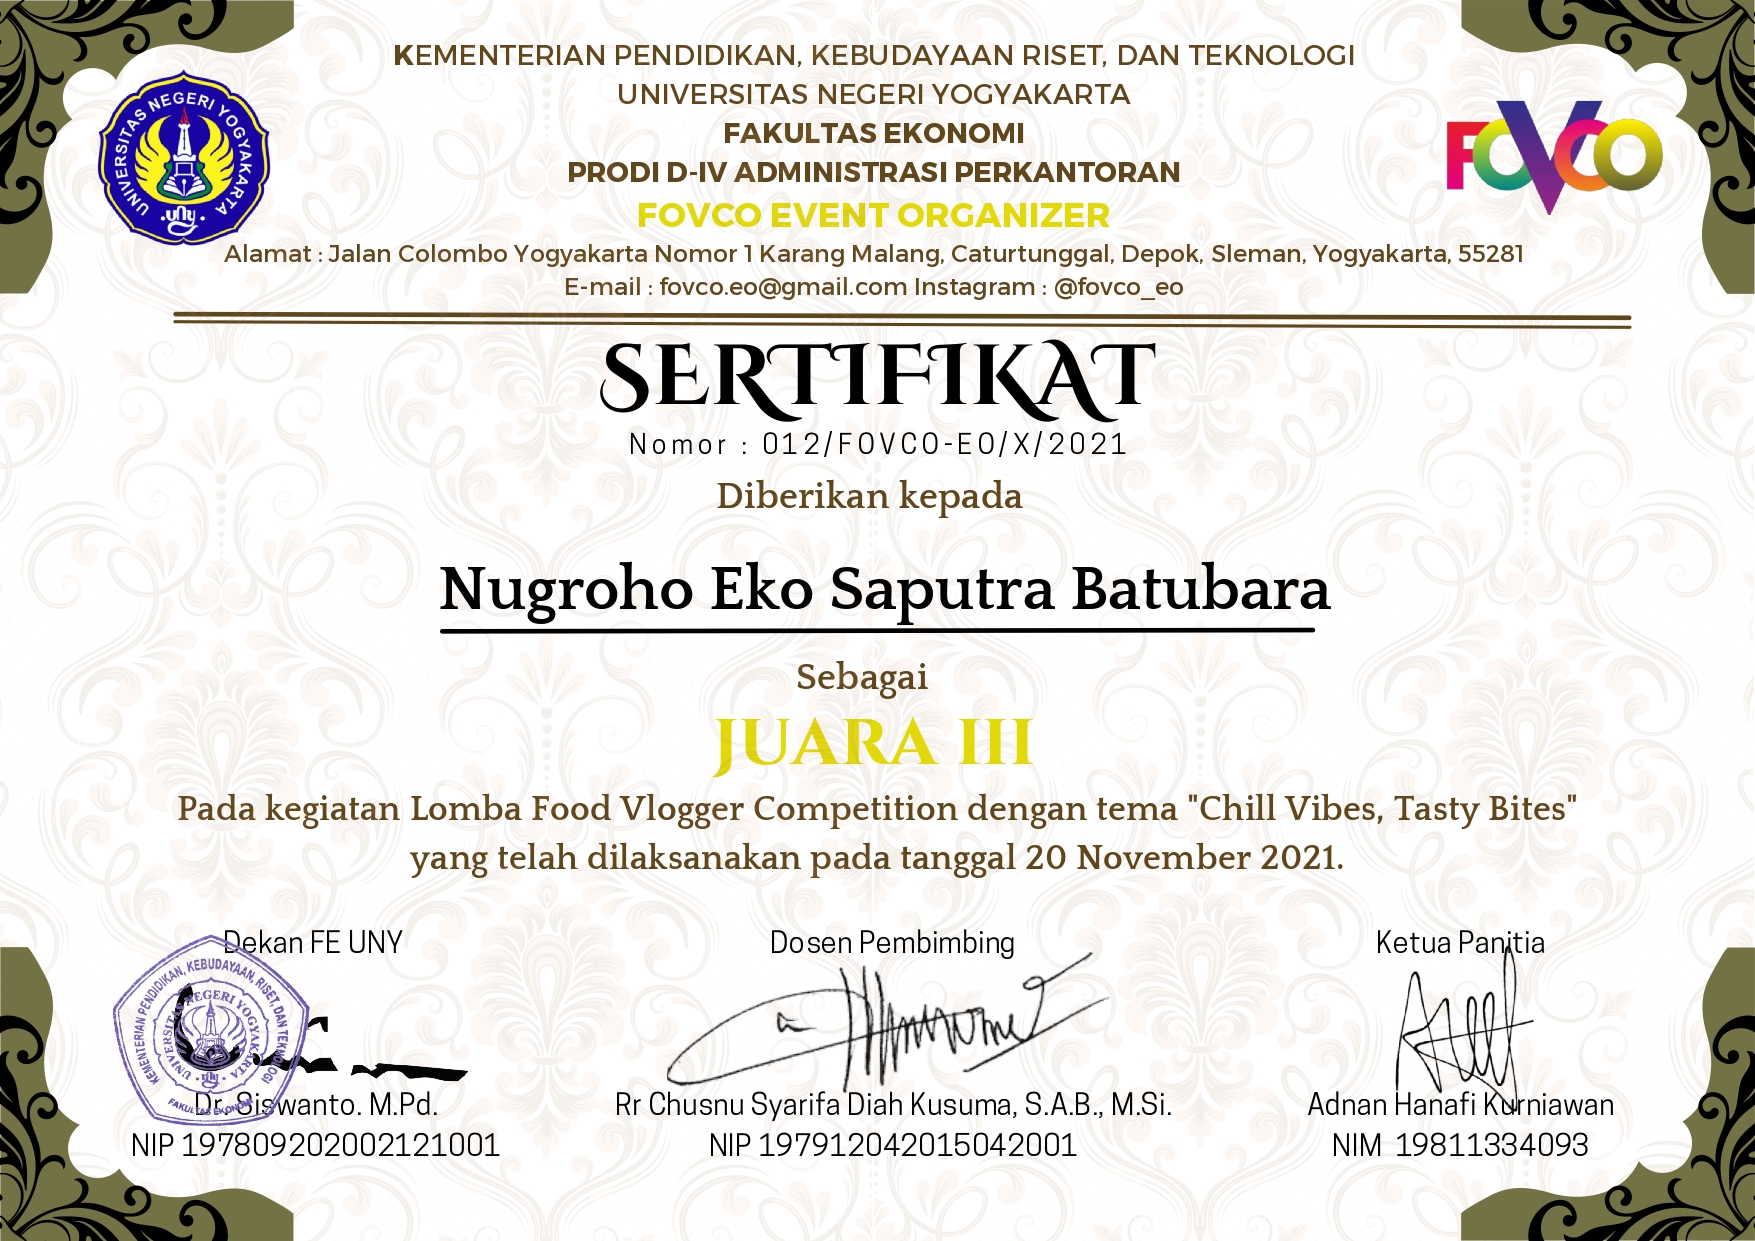 KEMENTERIAN PENDIDIKAN, KEBUDAYAAN RISET, DAN TEKNOLOGI
UNIVERSITAS NEGERI YOGYAKARTA
FAKULTAS EKONOMI
PRODI D-IV ADMINISTRASI PERKANTORAN
FOVCO EVENT ORGANIZER
Alamat : Jalan Colombo Yogyakarta Nomor 1 Karang Malang, Caturtunggal, Depok, Sleman, Yogyakarta, 55281
E-mail : fovco.eo@gmail.com Instagram : @fovco_eo
UNIVERSITAS NEGERI YOGYAKARTA
uny
FOVCO
SERTIFIKAT
Nomor : 012/FOVCO-EO/X/2021
Diberikan kepada
Nugroho Eko Saputra Batubara
Sebagai
JUARA III
Pada kegiatan Lomba Food Vlogger Competition dengan tema "Chill Vibes, Tasty Bites"
yang telah dilaksanakan pada tanggal 20 November 2021.
Dekan FE UNY
Dosen Pembimbing
Ketua Panitia
KEMENTERIAN PENDIDIKAN, KEBUDAYAAN, RISET, DAN TEKNOLOGI
UNIVERSITAS NEGERI YOGYAKARTA
FAKULTAS EKONOMI
Dr. Siswanto. M.Pd.
Rr Chusnu Syarifa Diah Kusuma, S.A.B., M.Si.
Adnan Hanafi Kurniawan
NIP 197809202002121001
NIP 197912042015042001
NIM 19811334093